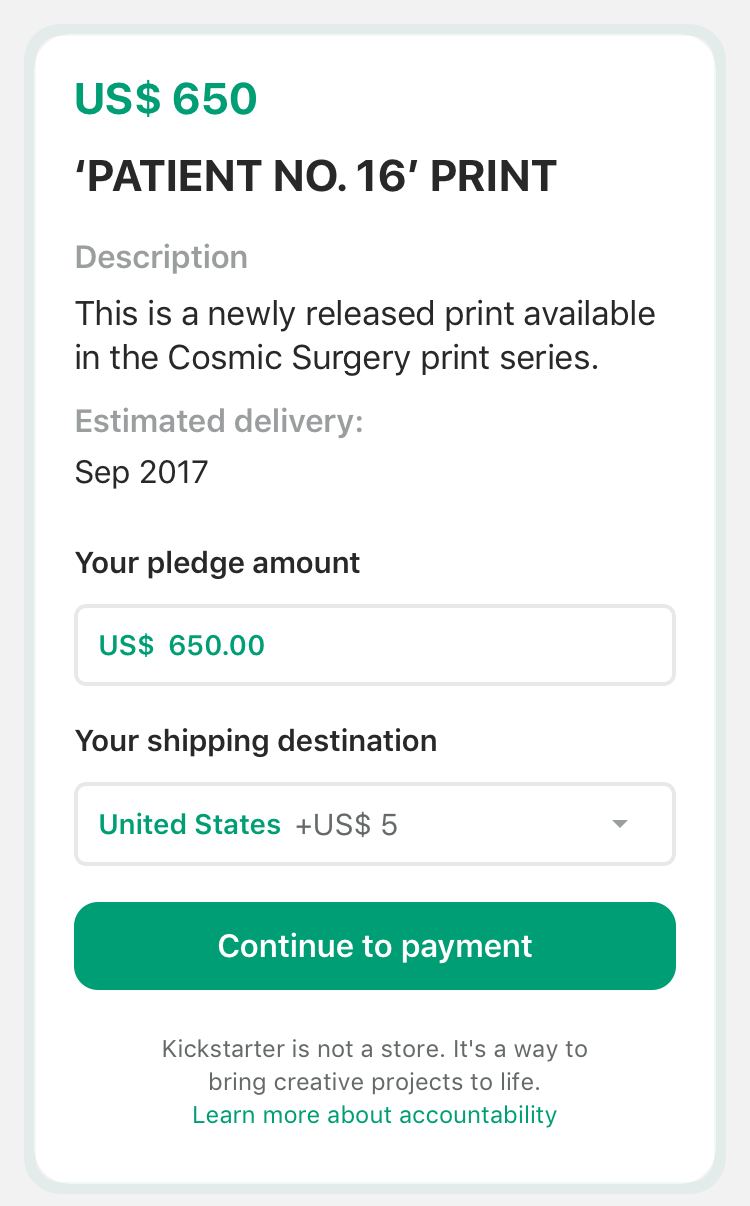 US$ 650
‘PATIENT NO. 16’ PRINT
Description
This is a newly released print available
in the Cosmic Surgery print series.
Estimated delivery:
Sep 2017
Your pledge amount
US$ 650.00
Your shipping destination
United States +US$ 5
Continue to payment
Kickstarter is not a store. It's a way to
bring creative projects to life.
Learn more about accountability